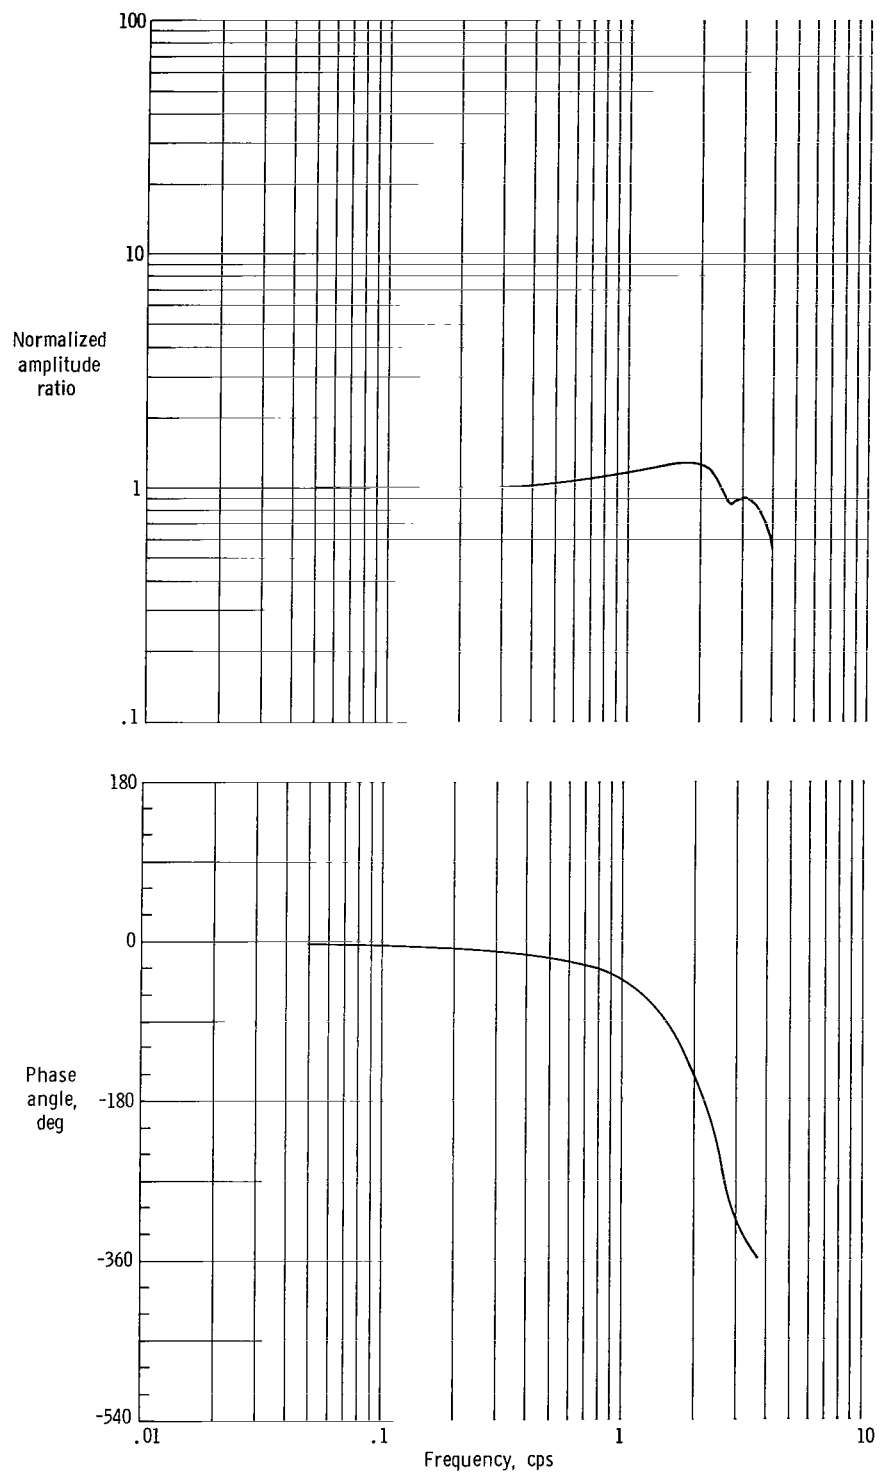 100
10
Normalized
amplitude
ratio
1
.1
180
0
Phase
angle,
deg
-180
-360
-540
.01
.1
1
10
Frequency, cps